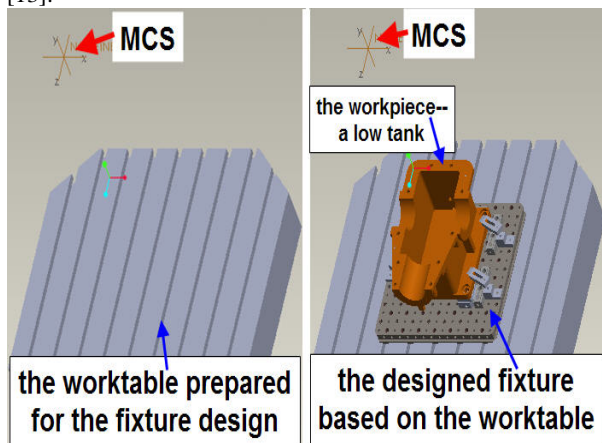 [15].
MCS
Y
X
Z
the worktable prepared
for the fixture design
MCS
Y
X
Z
the workpiece--
a low tank
the designed fixture
based on the worktable